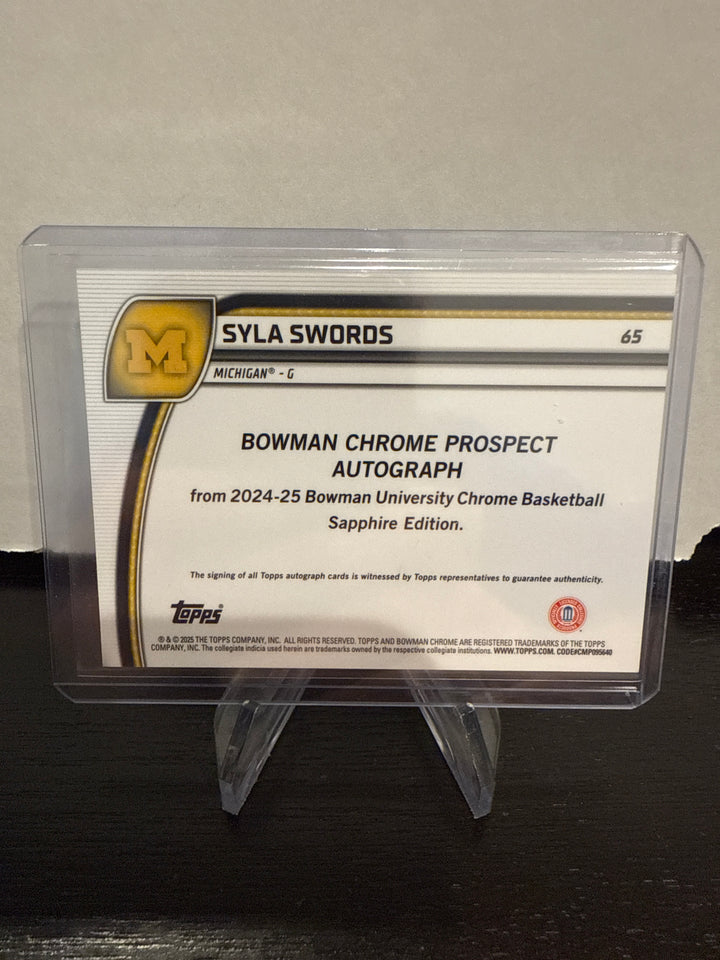 M
SYLA SWORDS
65
MICHIGAN® - G
BOWMAN CHROME PROSPECT
AUTOGRAPH
from 2024-25 Bowman University Chrome Basketball
Sapphire Edition.
The signing of all Topps autograph cards is witnessed by Topps representatives to guarantee authenticity.
Topps®
® & © 2025 THE TOPPS COMPANY, INC. ALL RIGHTS RESERVED. TOPPS AND BOWMAN CHROME ARE REGISTERED TRADEMARKS OF THE TOPPS
COMPANY, INC. The collegiate indicia used herein are trademarks owned by the respective collegiate institutions. WWW.TOPPS.COM. CODE#CMP095640